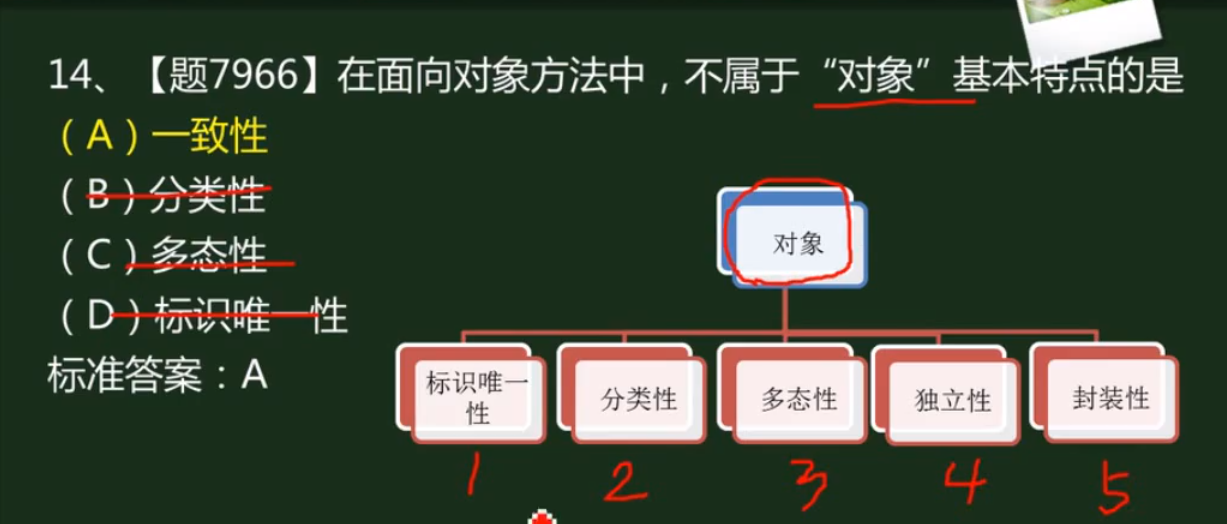 14、【题7966】在面向对象方法中，不属于“对象”基本特点的是
（A）一致性
（B）分类性
（C）多态性
（D）标识唯一性
标准答案：A
对象
标识唯一
性
分类性
多态性
独立性
封装性
1 2 3 4 5